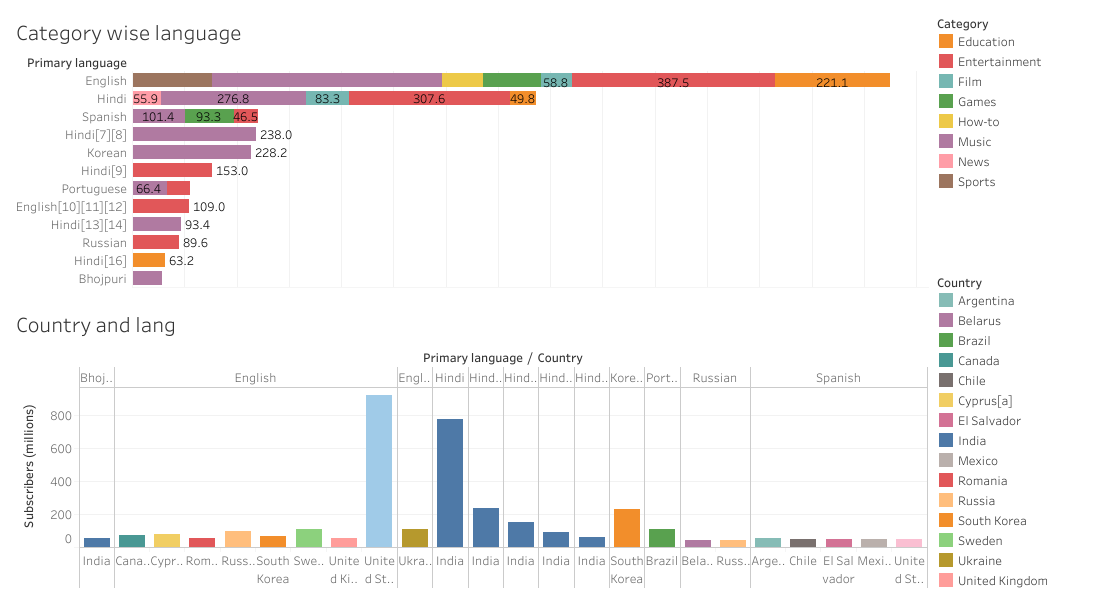 Category wise language
Primary language
English 58.8 387.5 221.1
Hindi 55.9 276.8 83.3 307.6 49.8
Spanish 101.4 93.3 46.5
Hindi[7][8] 238.0
Korean 228.2
Hindi[9] 153.0
Portuguese 66.4
English[10][11][12] 109.0
Hindi[13][14] 93.4
Russian 89.6
Hindi[16] 63.2
Bhojpuri
Category
Education
Entertainment
Film
Games
How-to
Music
News
Sports
Country and lang
Primary language / Country
Bhoj.. English Engl.. Hindi Hind.. Hind.. Hind.. Hind.. Kore.. Port.. Russian Spanish
Subscribers (millions)
800
600
400
200
0
India Cana.. Cypr.. Rom.. Russ.. South Swe.. Unite Unite Ukra.. India India India India India South Brazil Bela.. Russ.. Arge.. Chile El Sal Mexi.. Unite
Korea d Ki.. d St.. Korea vador d St..
Country
Argentina
Belarus
Brazil
Canada
Chile
Cyprus[a]
El Salvador
India
Mexico
Romania
Russia
South Korea
Sweden
Ukraine
United Kingdom